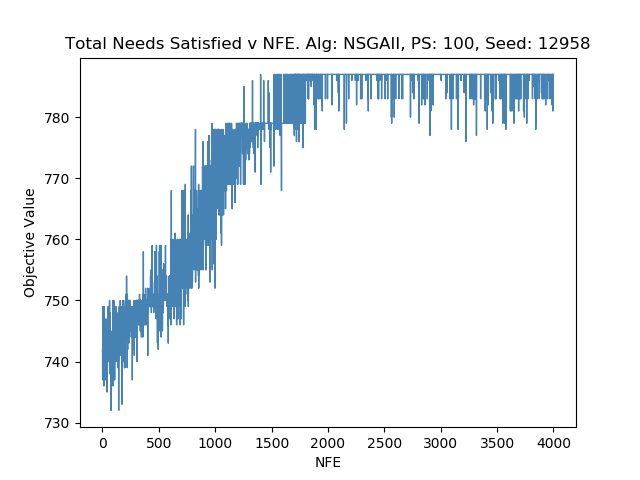 Total Needs Satisfied v NFE. Alg: NSGAII, PS: 100, Seed: 12958
780
770
760
750
740
730
Objective Value
0 500 1000 1500 2000 2500 3000 3500 4000
NFE